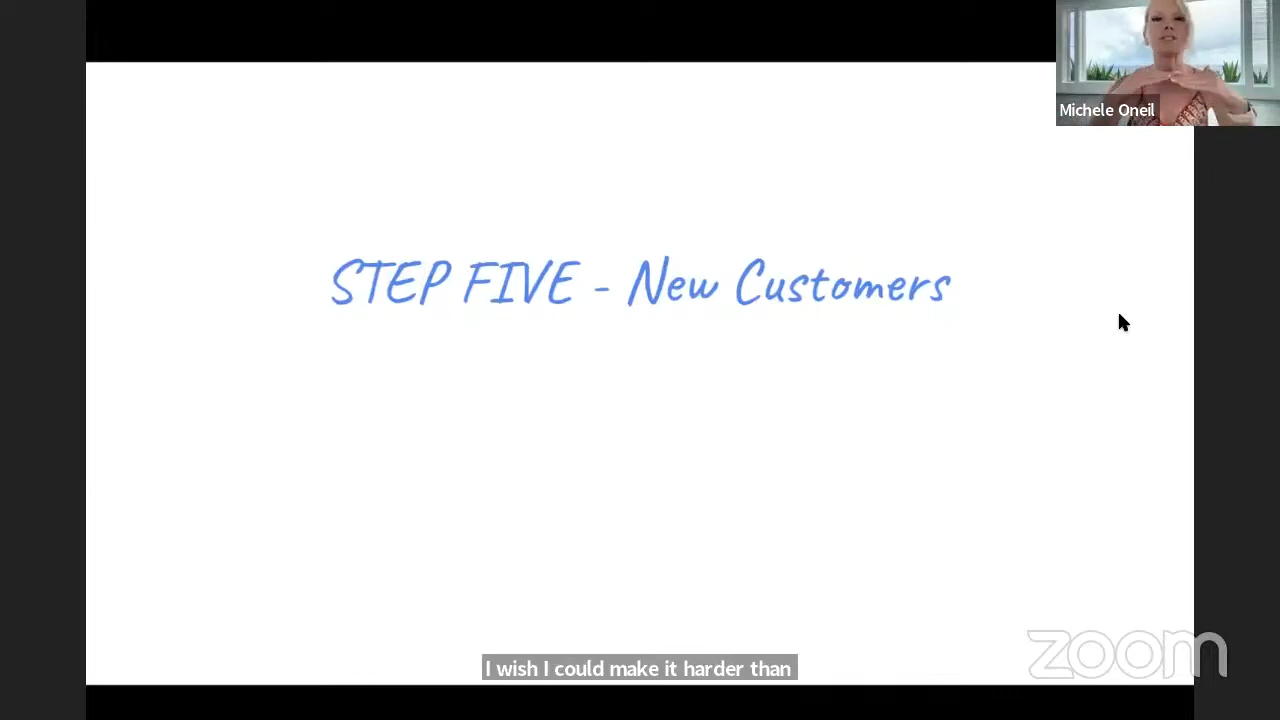 Michele Oneil
STEP FIVE - New Customers
I wish I could make it harder than
zoom